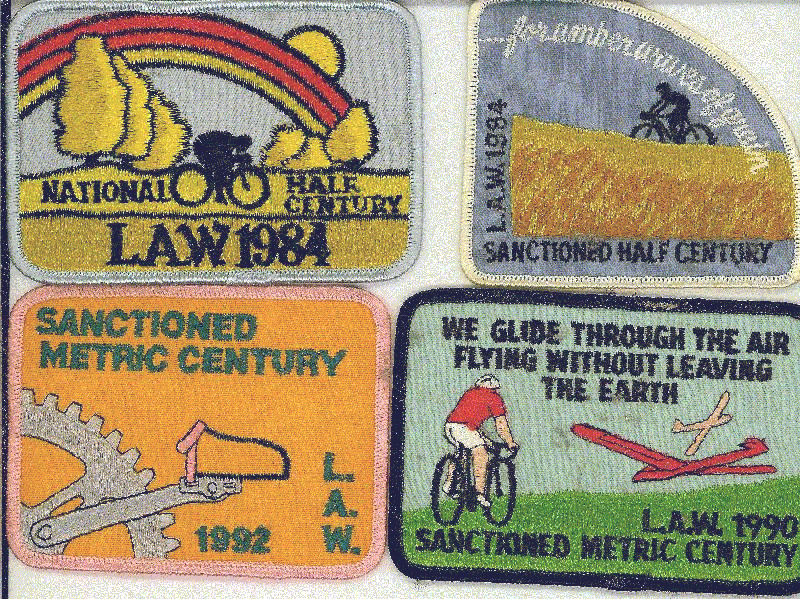 NATIONAL HALF
CENTURY
L.A.W 1984
for amber waves of grain
L.A.W. 1984
SANCTIONED HALF CENTURY
SANCTIONED
METRIC CENTURY
L.
A.
W.
1992
WE GLIDE THROUGH THE AIR
FLYING WITHOUT LEAVING
THE EARTH
L.A.W. 1990
SANCTIONED METRIC CENTURY